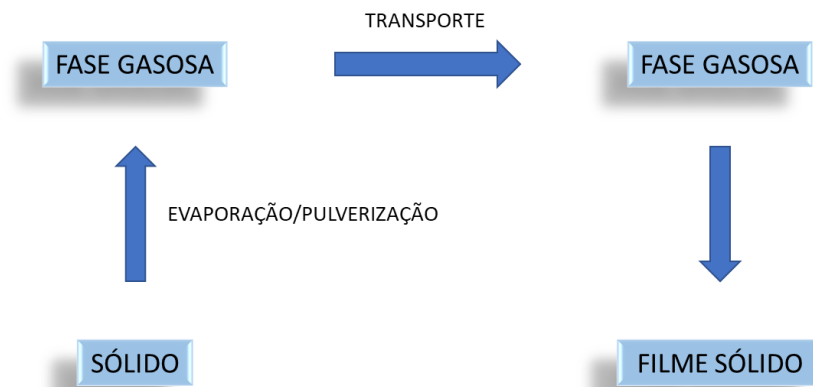 TRANSPORTE
FASE GASOSA
FASE GASOSA
EVAPORAÇÃO/PULVERIZAÇÃO
SÓLIDO
FILME SÓLIDO